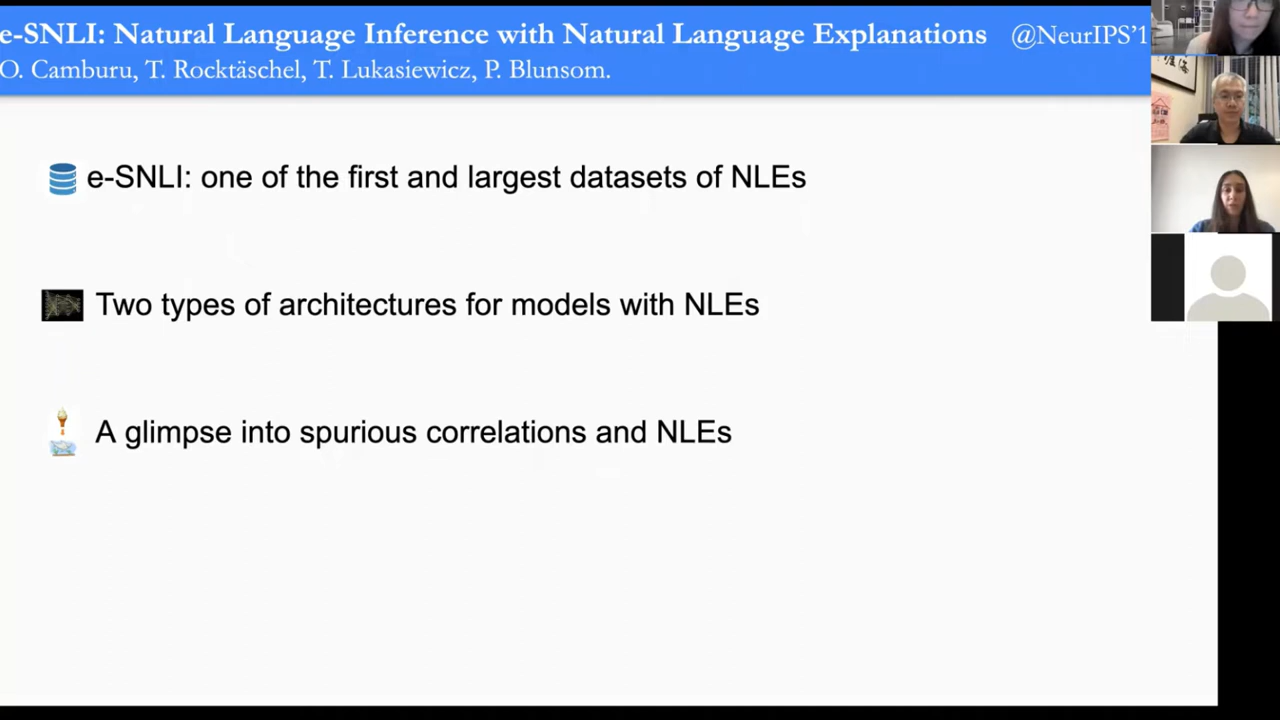 e-SNLI: Natural Language Inference with Natural Language Explanations @NeurIPS'1
O. Camburu, T. Rocktäschel, T. Lukasiewicz, P. Blunsom.
e-SNLI: one of the first and largest datasets of NLEs
Two types of architectures for models with NLEs
A glimpse into spurious correlations and NLEs